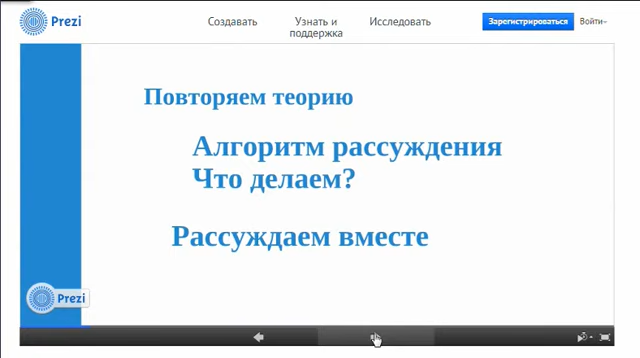 Prezi
Создавать
Узнать и
поддержка
Исследовать
Зарегистрироваться
Войти
Повторяем теорию
Алгоритм рассуждения
Что делаем?
Рассуждаем вместе
Prezi